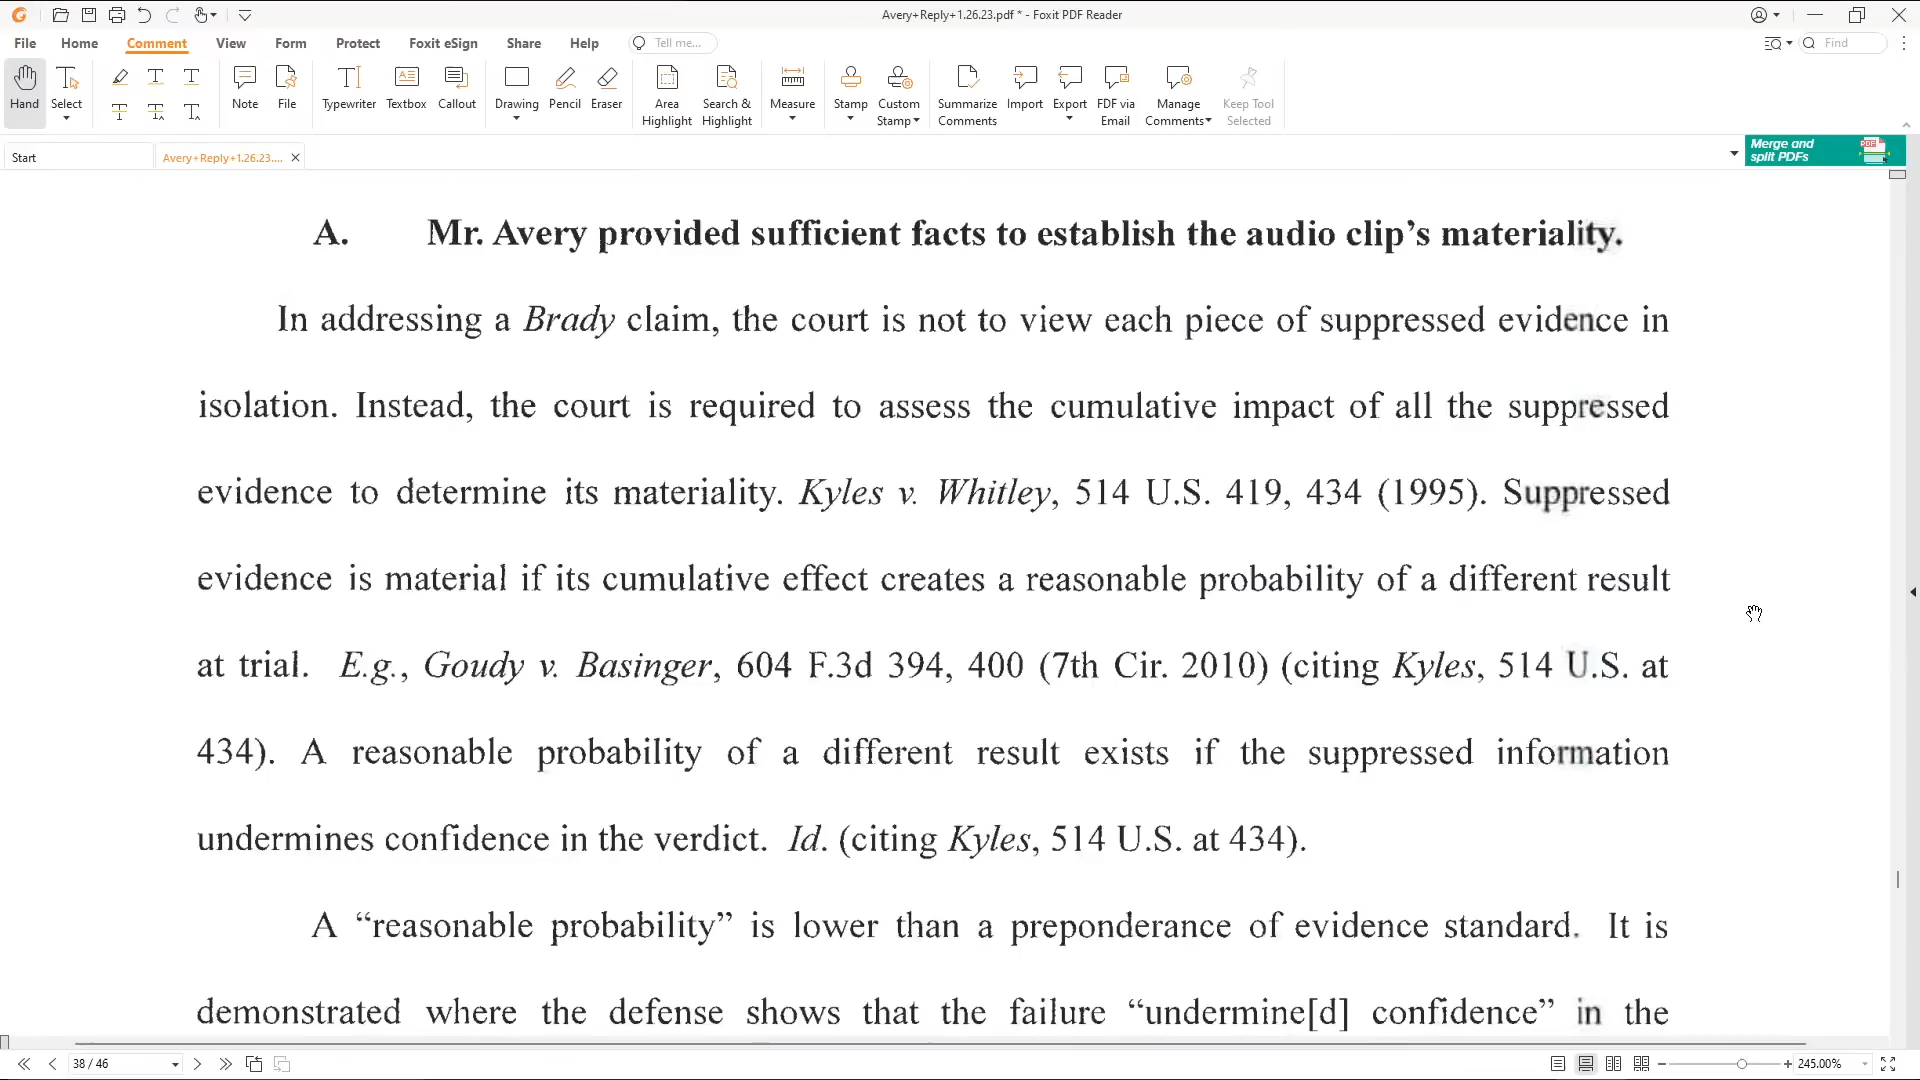 Avery+Reply+1.26.23.pdf * - Foxit PDF Reader
File Home Comment View Form Protect Foxit eSign Share Help Tell me... Find
Hand Select Note File Typewriter Textbox Callout Drawing Pencil Eraser Area Highlight Search & Highlight Measure Stamp Custom Stamp Summarize Comments Import Export FDF via Email Manage Comments Keep Tool Selected
Start Avery+Reply+1.26.23.... Merge and split PDFs
A. Mr. Avery provided sufficient facts to establish the audio clip’s materiality.
In addressing a Brady claim, the court is not to view each piece of suppressed evidence in
isolation. Instead, the court is required to assess the cumulative impact of all the suppressed
evidence to determine its materiality. Kyles v. Whitley, 514 U.S. 419, 434 (1995). Suppressed
evidence is material if its cumulative effect creates a reasonable probability of a different result
at trial. E.g., Goudy v. Basinger, 604 F.3d 394, 400 (7th Cir. 2010) (citing Kyles, 514 U.S. at
434). A reasonable probability of a different result exists if the suppressed information
undermines confidence in the verdict. Id. (citing Kyles, 514 U.S. at 434).
A “reasonable probability” is lower than a preponderance of evidence standard. It is
demonstrated where the defense shows that the failure “undermine[d] confidence” in the
38 / 46 245.00%